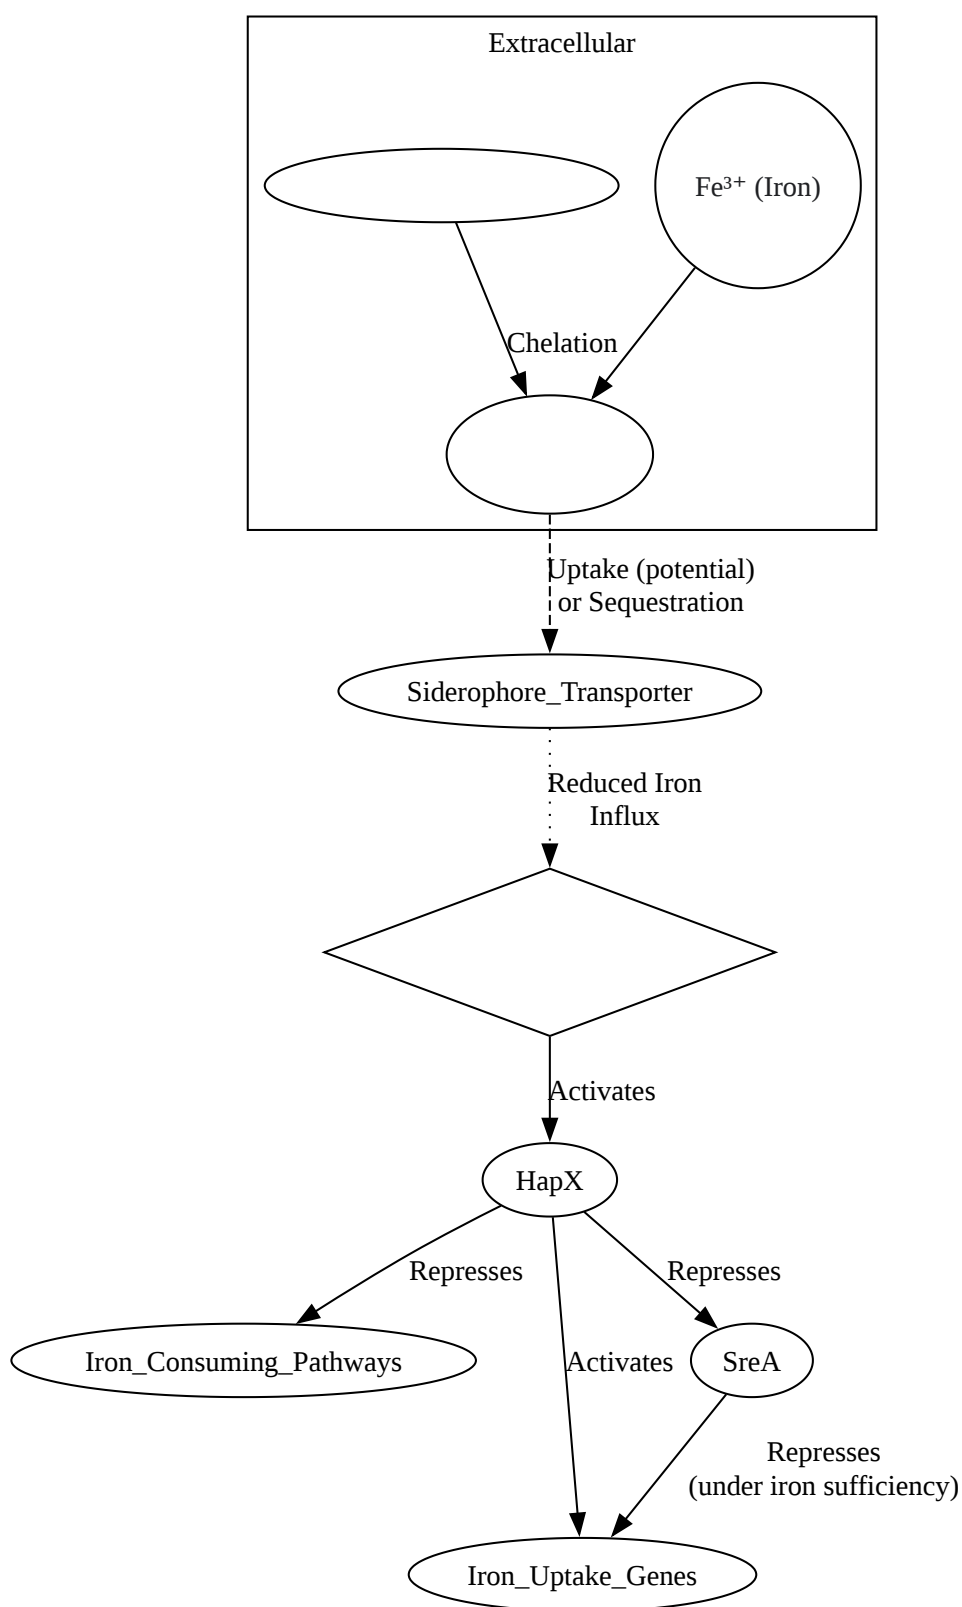 Extracellular
Fe³⁺ (Iron)
Chelation
Uptake (potential)
or Sequestration
Siderophore_Transporter
Reduced Iron
Influx
Activates
HapX
Represses
Represses
Iron_Consuming_Pathways
Activates
SreA
Represses
(under iron sufficiency)
Iron_Uptake_Genes